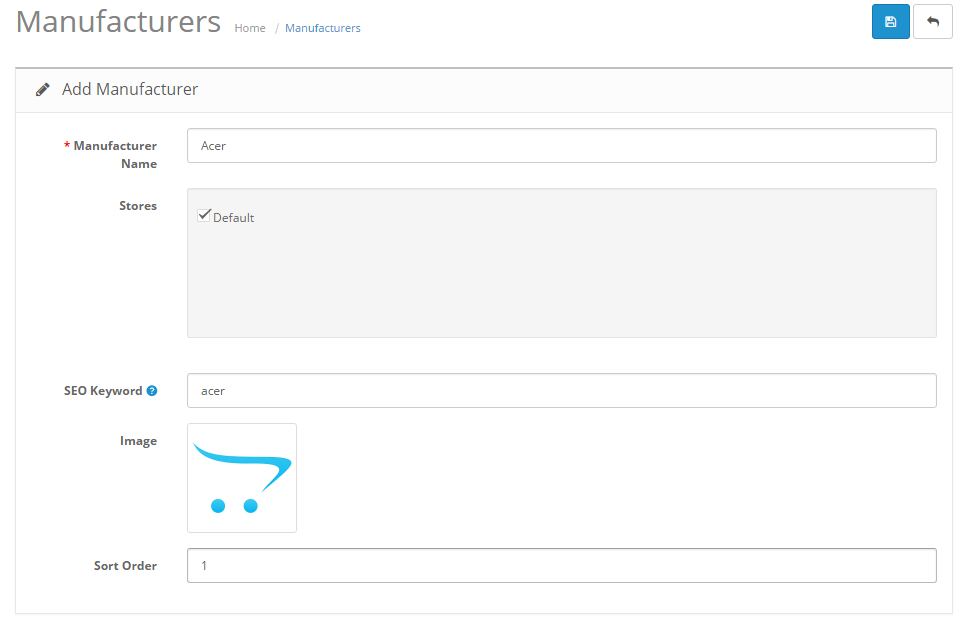 Manufacturers Home / Manufacturers
Add Manufacturer
* Manufacturer
Name
Acer
Stores
Default
SEO Keyword ?
acer
Image
Sort Order
1